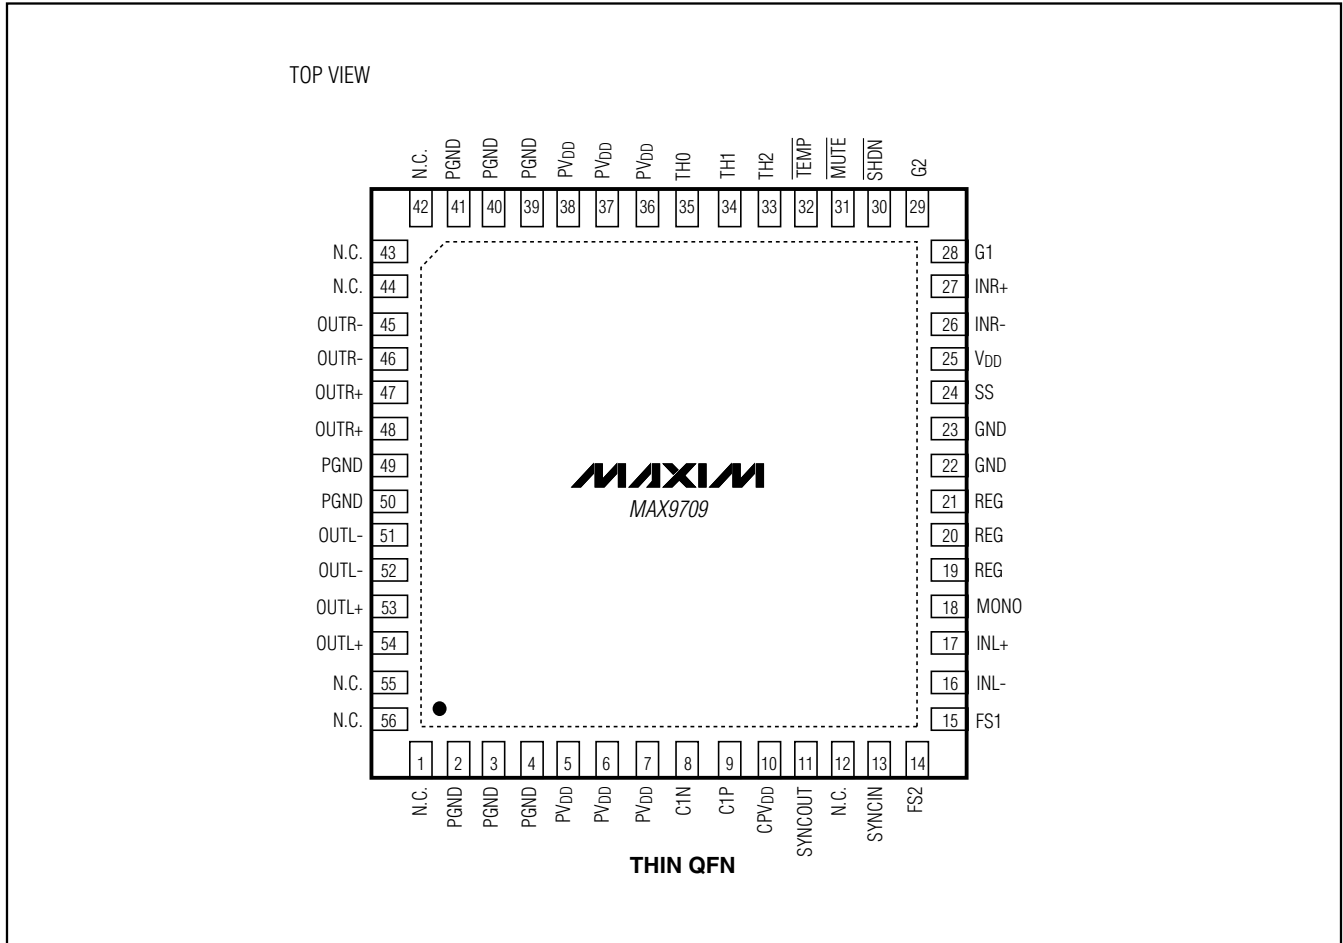 TOP VIEW
N.C.
PGND
PGND
PGND
PVDD
PVDD
PVDD
TH0
TH1
TH2
TEMP
MUTE
SHDN
G2
42 41 40 39 38 37 36 35 34 33 32 31 30 29
N.C. 43
N.C. 44
OUTR- 45
OUTR- 46
OUTR+ 47
OUTR+ 48
PGND 49
PGND 50
OUTL- 51
OUTL- 52
OUTL+ 53
OUTL+ 54
N.C. 55
N.C. 56
28 G1
27 INR+
26 INR-
25 VDD
24 SS
23 GND
22 GND
21 REG
20 REG
19 REG
18 MONO
17 INL+
16 INL-
15 FS1
MAXIM
MAX9709
1 2 3 4 5 6 7 8 9 10 11 12 13 14
N.C.
PGND
PGND
PGND
PVDD
PVDD
PVDD
C1N
C1P
CPVDD
SYNCOUT
N.C.
SYNCIN
FS2
THIN QFN